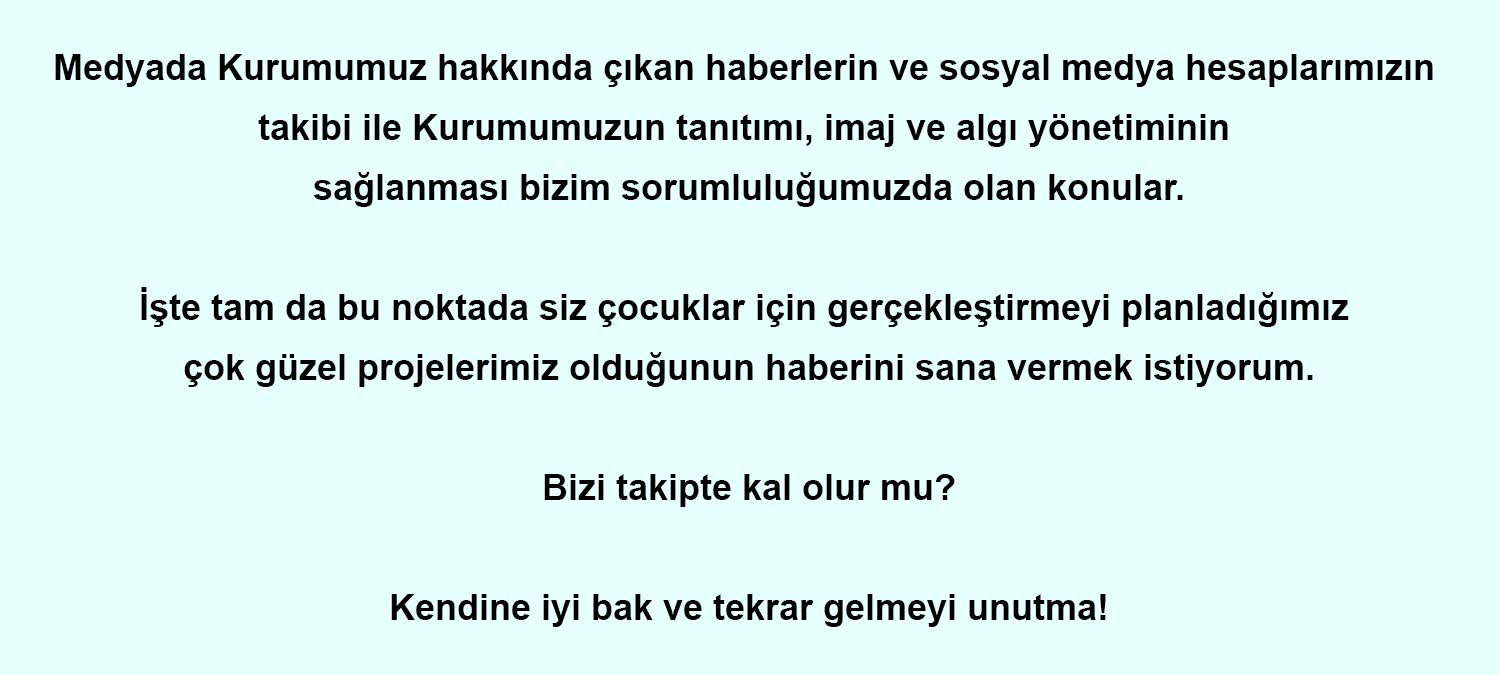 Medyada Kurumumuz hakkında çıkan haberlerin ve sosyal medya hesaplarımızın
takibi ile Kurumumuzun tanıtımı, imaj ve algı yönetiminin
sağlanması bizim sorumluluğumuzda olan konular.
İşte tam da bu noktada siz çocuklar için gerçekleştirmeyi planladığımız
çok güzel projelerimiz olduğunun haberini sana vermek istiyorum.
Bizi takipte kal olur mu?
Kendine iyi bak ve tekrar gelmeyi unutma!